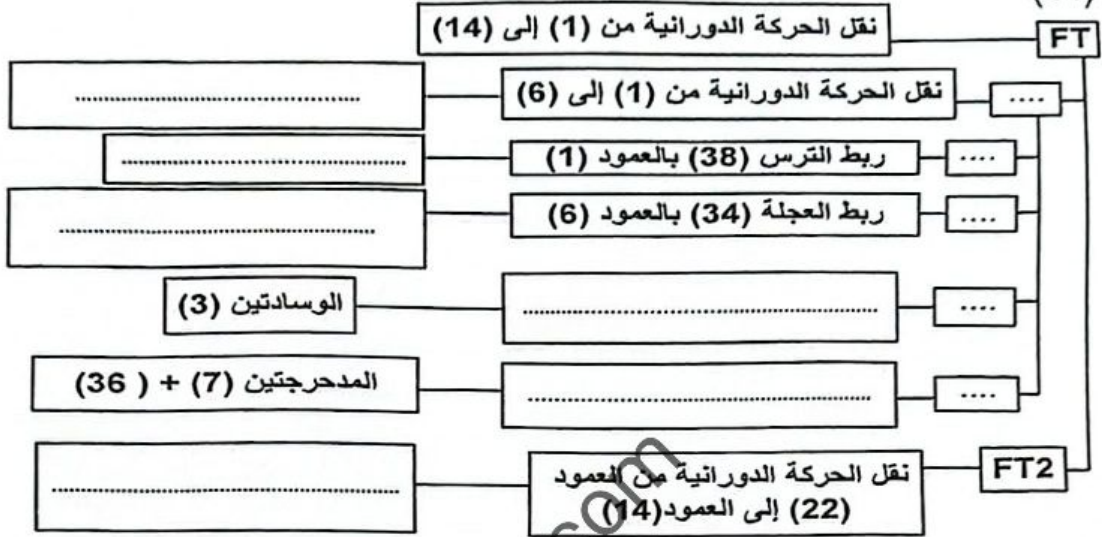 نقل الحركة الدورانية من (1) إلى (14)
FT
نقل الحركة الدورانية من (1) إلى (6)
....
..........................................
ربط الترس (38) بالعمود (1)
....
..........................................
ربط العجلة (34) بالعمود (6)
....
..........................................
....
..........................................
الوسادتين (3)
....
..........................................
المدحرجتين (7) + ( 36)
FT2
نقل الحركة الدورانية من العمود
(22) إلى العمود(14)
..........................................
com